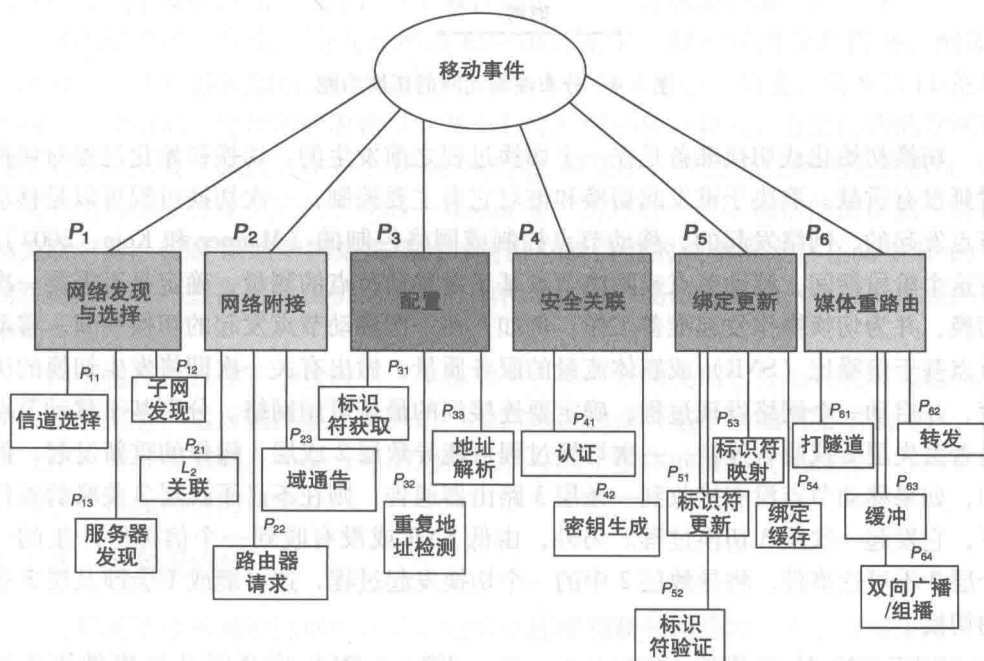 移动事件
P1
P2
P3
P4
P5
P6
网络发现
与选择
网络附接
配置
安全关联
绑定更新
媒体重路由
P11
信道选择
P12
子网
发现
P13
服务器
发现
P21
L2
关联
P22
路由器
请求
P23
域通告
P31
标识
符获取
P32
重复地
址检测
P33
地址
解析
P41
认证
P42
密钥生成
P51
标识符
更新
P52
标识
符验证
P53
标识符
映射
P54
绑定
缓存
P61
打隧道
P62
转发
P63
缓冲
P64
双向广播
/组播